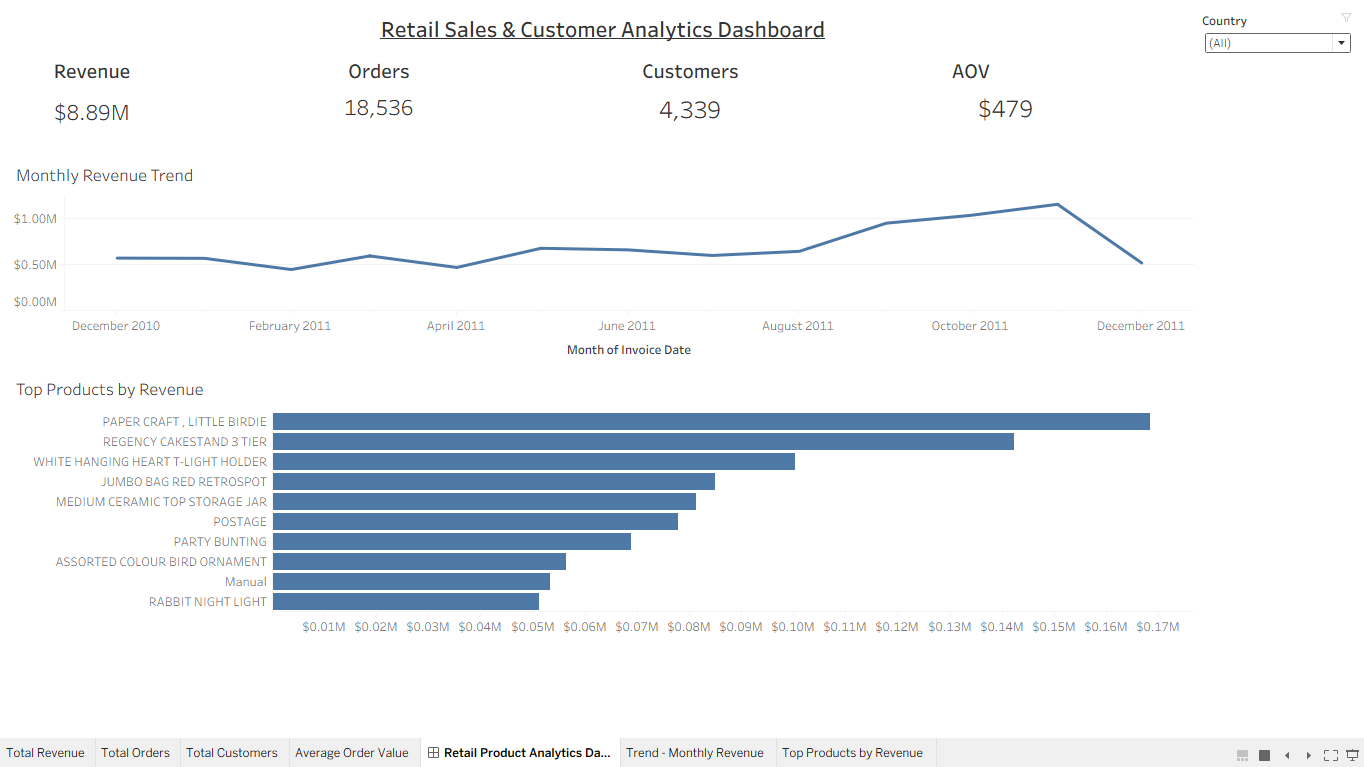 Retail Sales & Customer Analytics Dashboard
Country
(All)
Revenue Orders Customers AOV
$8.89M 18,536 4,339 $479
Monthly Revenue Trend
$1.00M
$0.50M
$0.00M
December 2010 February 2011 April 2011 June 2011 August 2011 October 2011 December 2011
Month of Invoice Date
Top Products by Revenue
PAPER CRAFT , LITTLE BIRDIE
REGENCY CAKESTAND 3 TIER
WHITE HANGING HEART T-LIGHT HOLDER
JUMBO BAG RED RETROSPOT
MEDIUM CERAMIC TOP STORAGE JAR
POSTAGE
PARTY BUNTING
ASSORTED COLOUR BIRD ORNAMENT
Manual
RABBIT NIGHT LIGHT
$0.01M $0.02M $0.03M $0.04M $0.05M $0.06M $0.07M $0.08M $0.09M $0.10M $0.11M $0.12M $0.13M $0.14M $0.15M $0.16M $0.17M
Total Revenue Total Orders Total Customers Average Order Value Retail Product Analytics Da... Trend - Monthly Revenue Top Products by Revenue